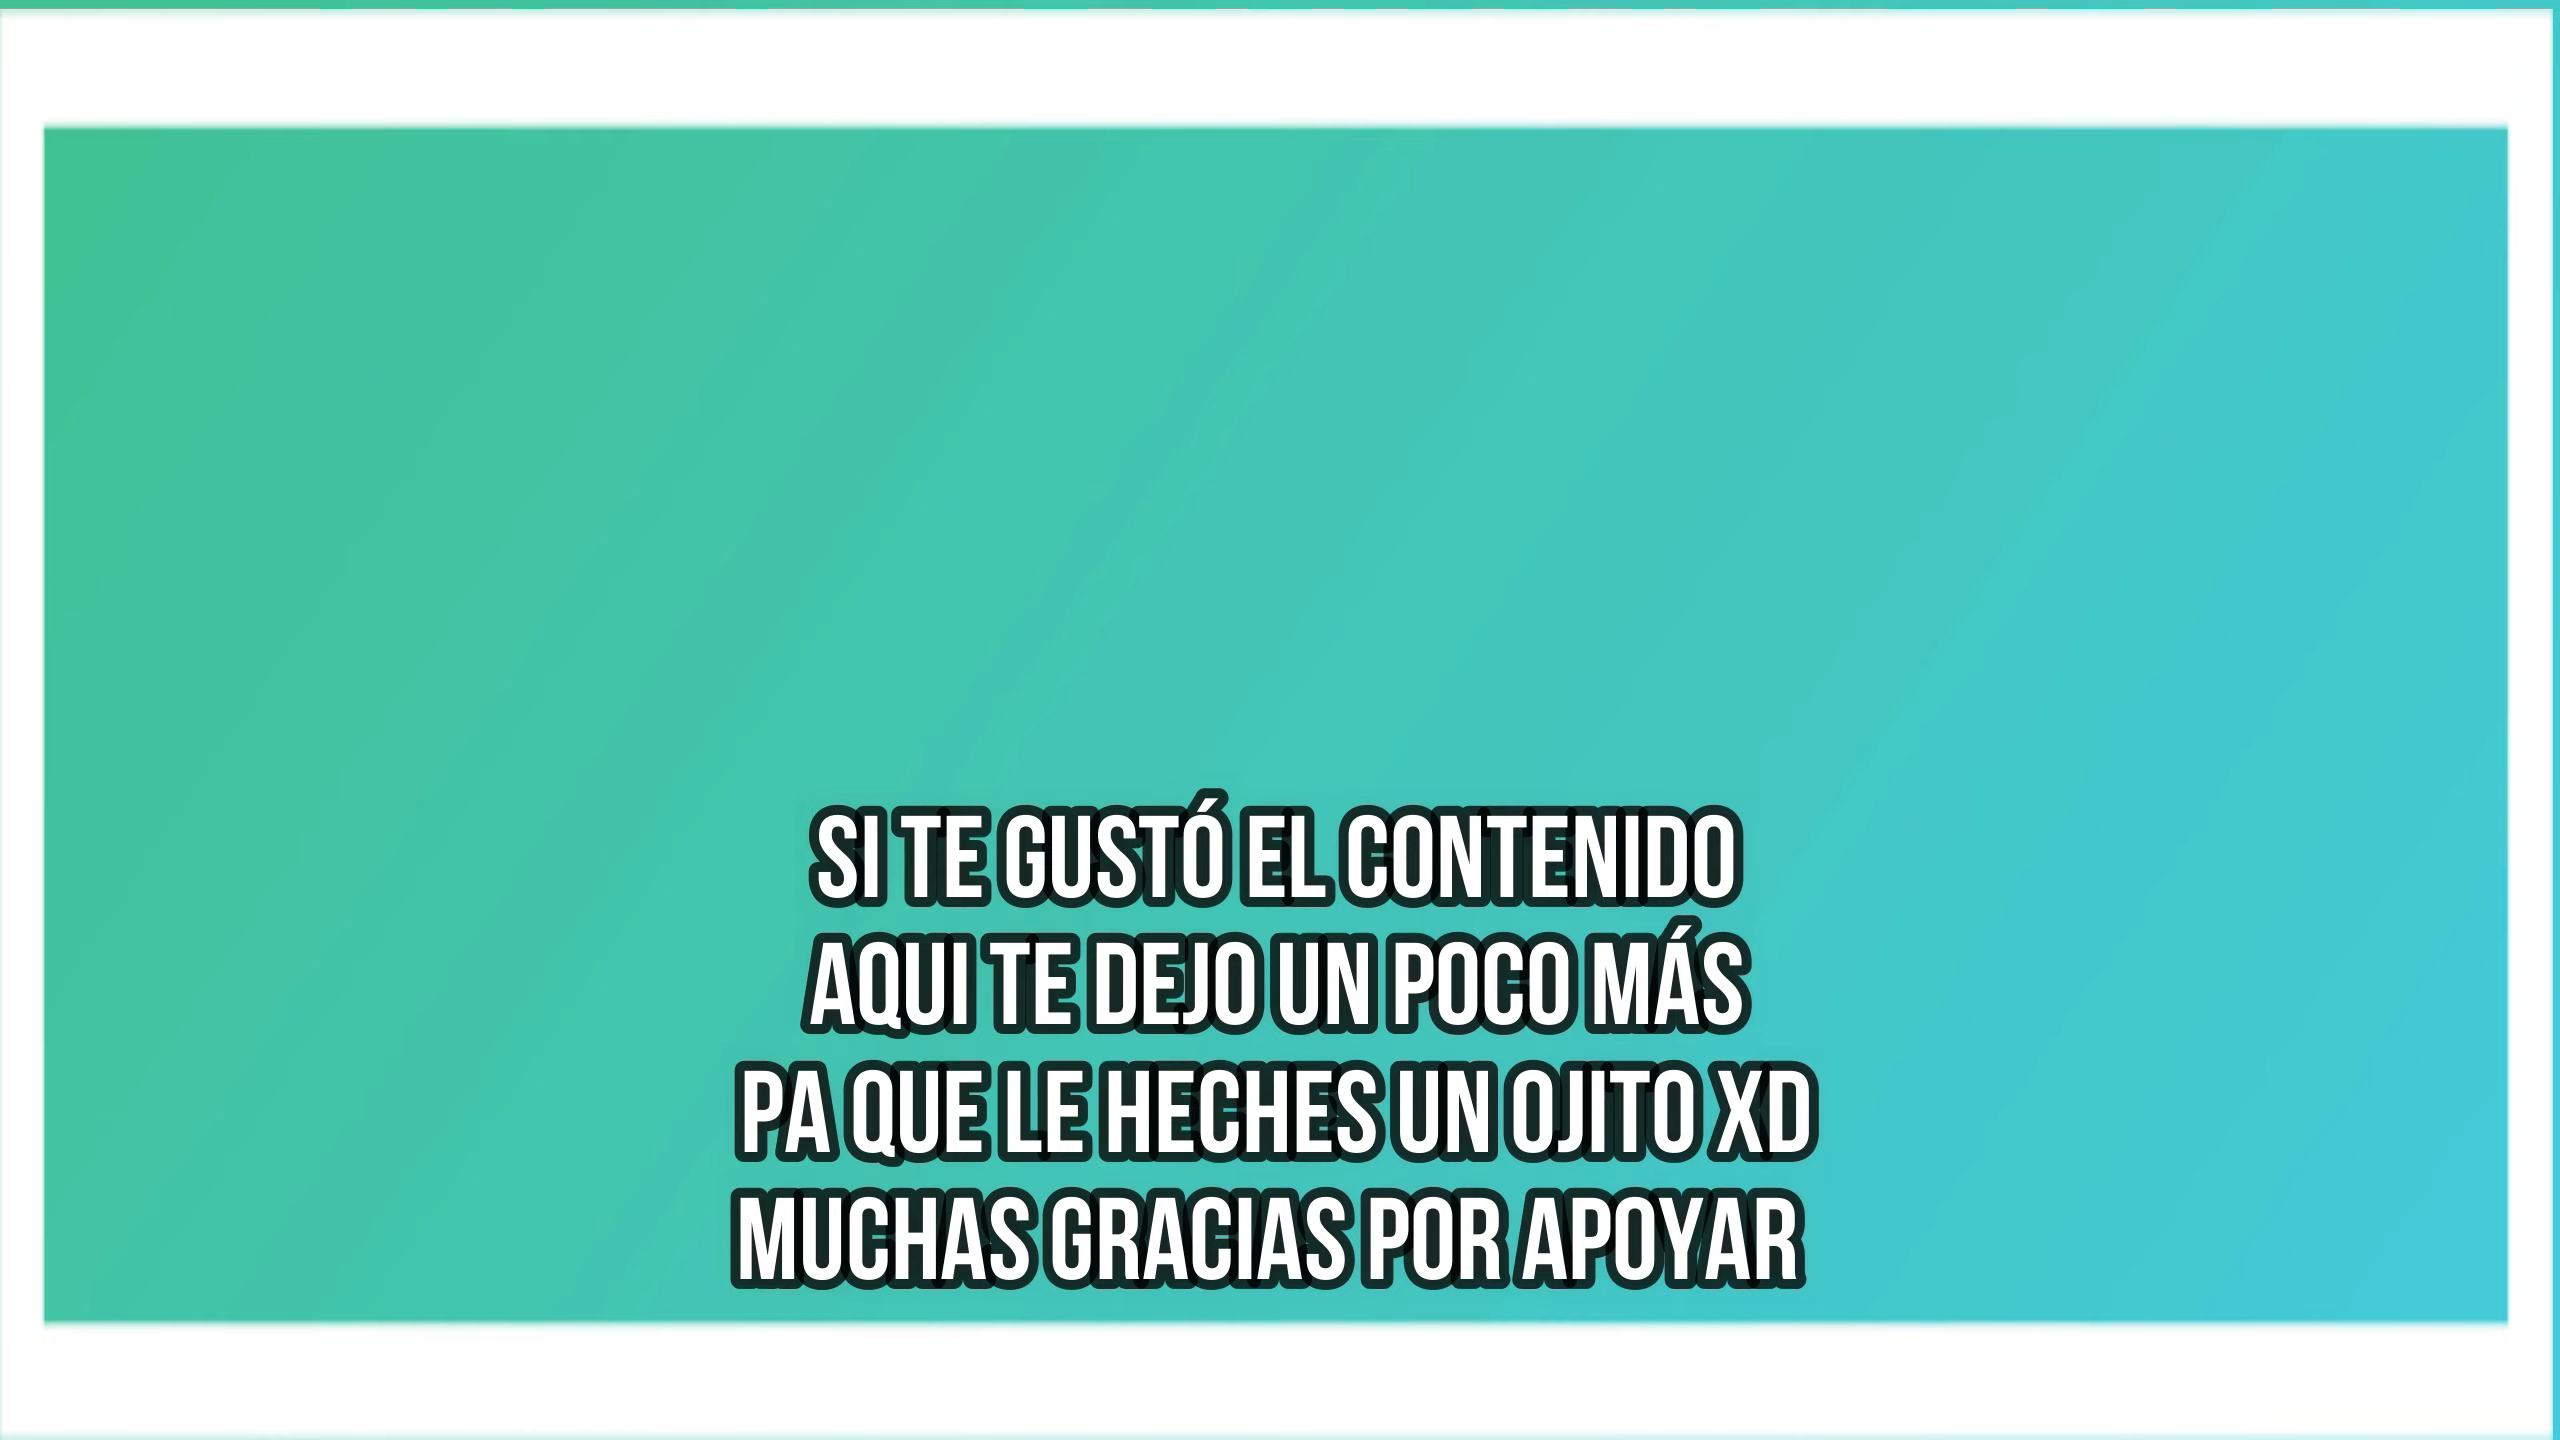 SI TE GUSTÓ EL CONTENIDO
AQUI TE DEJO UN POCO MÁS
PA QUE LE HECHES UN OJITO XD
MUCHAS GRACIAS POR APOYAR